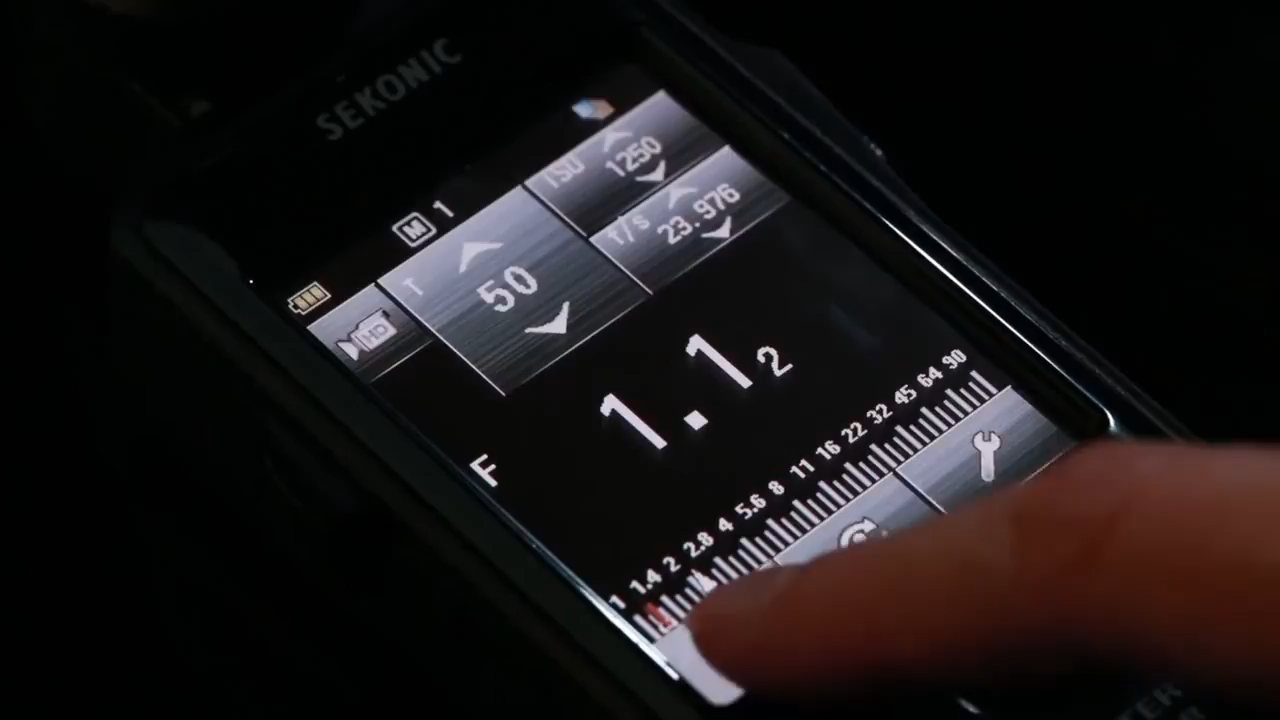 SEKONIC
M 1
ISO 1250
T 50
f/s 23.976
HD
F 1.1 2
1 1.4 2 2.8 4 5.6 8 11 16 22 32 45 64 90